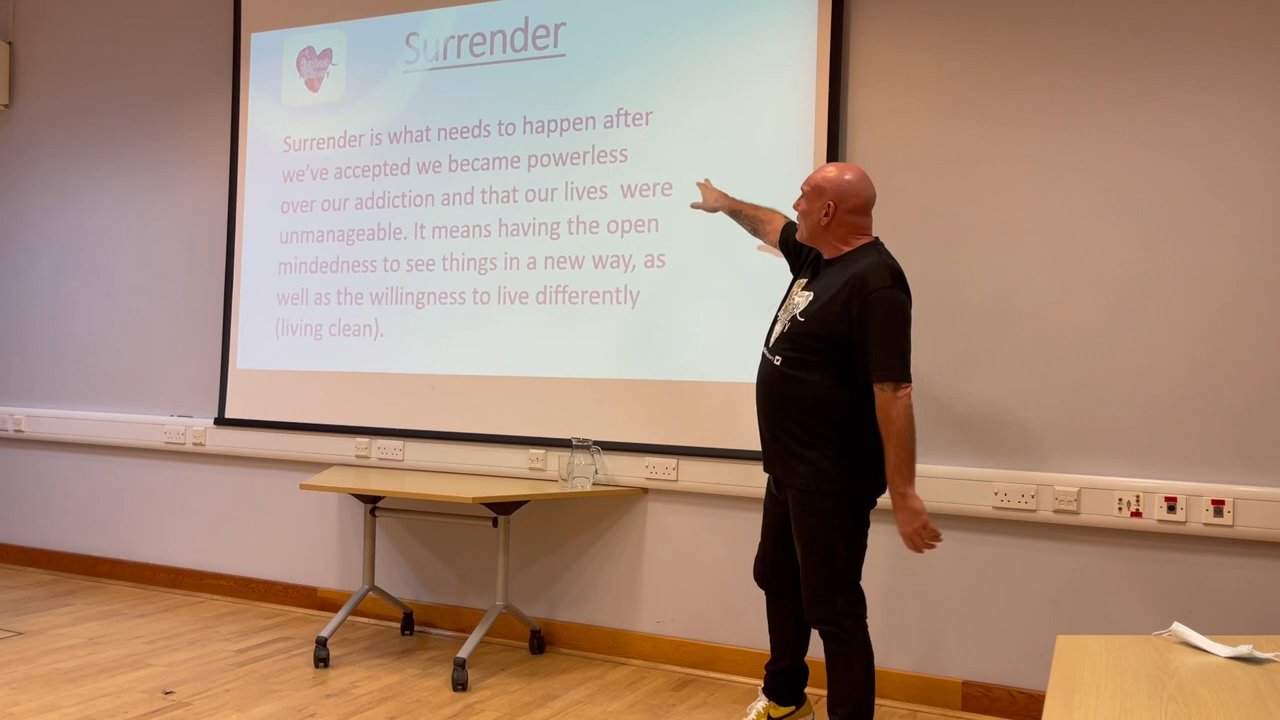 Surrender
Surrender is what needs to happen after
we've accepted we became powerless
over our addiction and that our lives were
unmanageable. It means having the open
mindedness to see things in a new way, as
well as the willingness to live differently
(living clean).